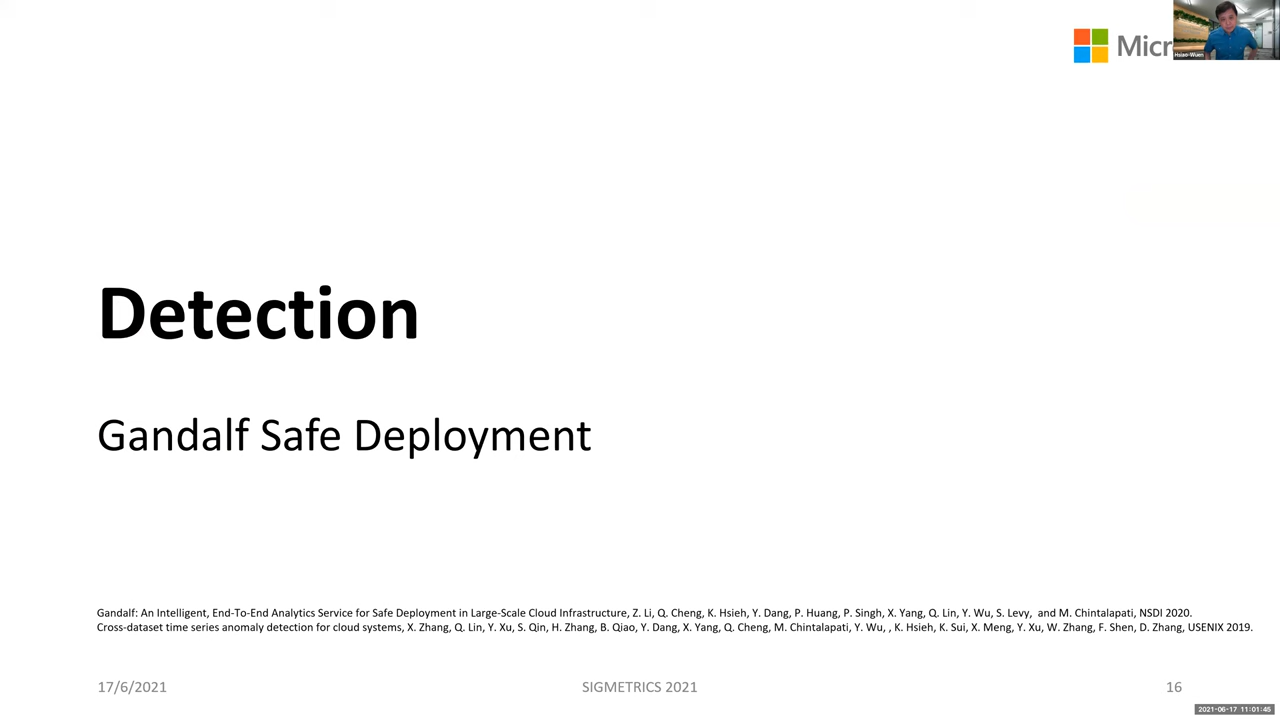 Micr
Hsiao-Wuen
Detection
Gandalf Safe Deployment
Gandalf: An Intelligent, End-To-End Analytics Service for Safe Deployment in Large-Scale Cloud Infrastructure, Z. Li, Q. Cheng, K. Hsieh, Y. Dang, P. Huang, P. Singh, X. Yang, Q. Lin, Y. Wu, S. Levy, and M. Chintalapati, NSDI 2020.
Cross-dataset time series anomaly detection for cloud systems, X. Zhang, Q. Lin, Y. Xu, S. Qin, H. Zhang, B. Qiao, Y. Dang, X. Yang, Q. Cheng, M. Chintalapati, Y. Wu, , K. Hsieh, K. Sui, X. Meng, Y. Xu, W. Zhang, F. Shen, D. Zhang, USENIX 2019.
17/6/2021
SIGMETRICS 2021
16
2021-06-17 11:01:45